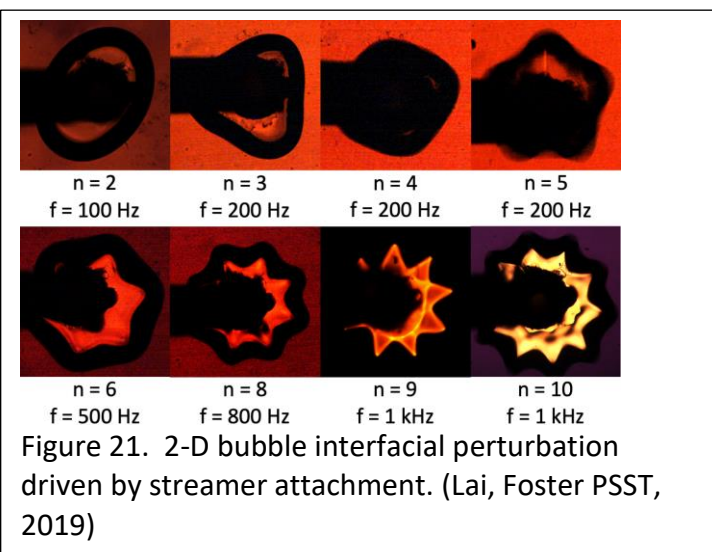 n = 2 n = 3 n = 4 n = 5
f = 100 Hz f = 200 Hz f = 200 Hz f = 200 Hz
n = 6 n = 8 n = 9 n = 10
f = 500 Hz f = 800 Hz f = 1 kHz f = 1 kHz
Figure 21. 2-D bubble interfacial perturbation
driven by streamer attachment. (Lai, Foster PSST,
2019)